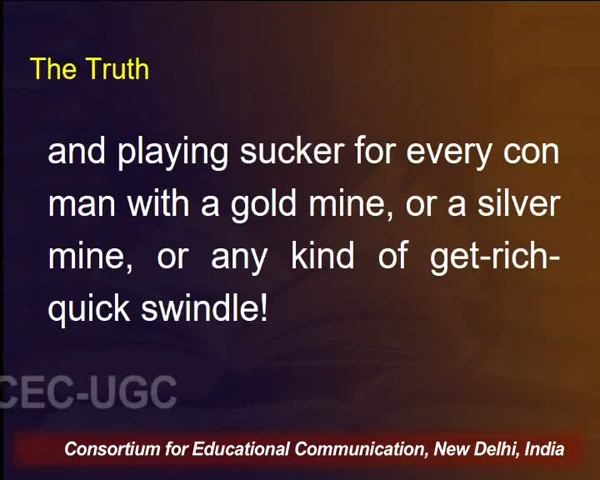 The Truth
and playing sucker for every con
man with a gold mine, or a silver
mine, or any kind of get-rich-
quick swindle!
CEC-UGC
Consortium for Educational Communication, New Delhi, India